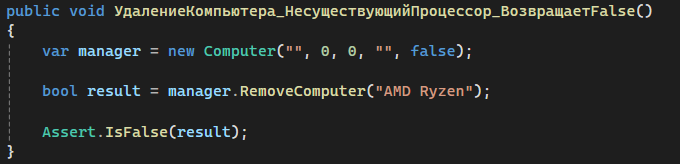 public void УдалениеКомпьютера_НесуществующийПроцессор_ВозвращаетFalse()
{
var manager = new Computer("", 0, 0, "", false);
bool result = manager.RemoveComputer("AMD Ryzen");
Assert.IsFalse(result);
}